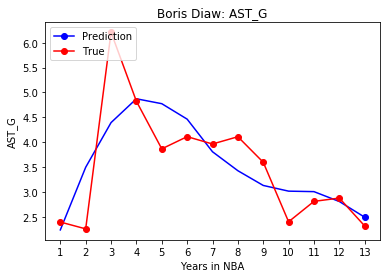 Boris Diaw: AST_G
Prediction
True
AST_G
6.0
5.5
5.0
4.5
4.0
3.5
3.0
2.5
1 2 3 4 5 6 7 8 9 10 11 12 13
Years in NBA